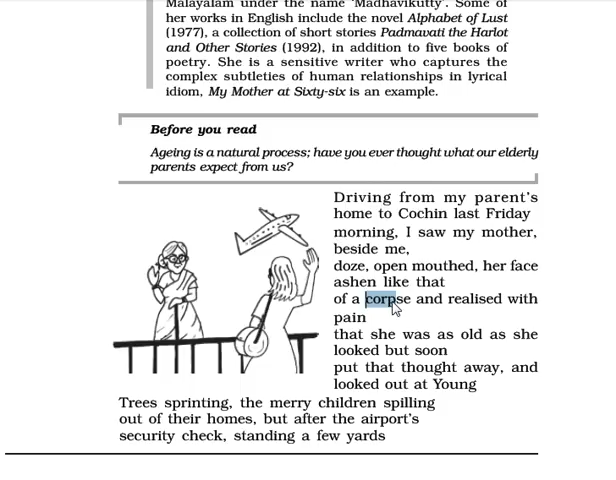 Malayalam under the name 'Madhavikutty'. Some of
her works in English include the novel Alphabet of Lust
(1977), a collection of short stories Padmavati the Harlot
and Other Stories (1992), in addition to five books of
poetry. She is a sensitive writer who captures the
complex subtleties of human relationships in lyrical
idiom, My Mother at Sixty-six is an example.
Before you read
Ageing is a natural process; have you ever thought what our elderly
parents expect from us?
Driving from my parent's
home to Cochin last Friday
morning, I saw my mother,
beside me,
doze, open mouthed, her face
ashen like that
of a corpse and realised with
pain
that she was as old as she
looked but soon
put that thought away, and
looked out at Young
Trees sprinting, the merry children spilling
out of their homes, but after the airport's
security check, standing a few yards